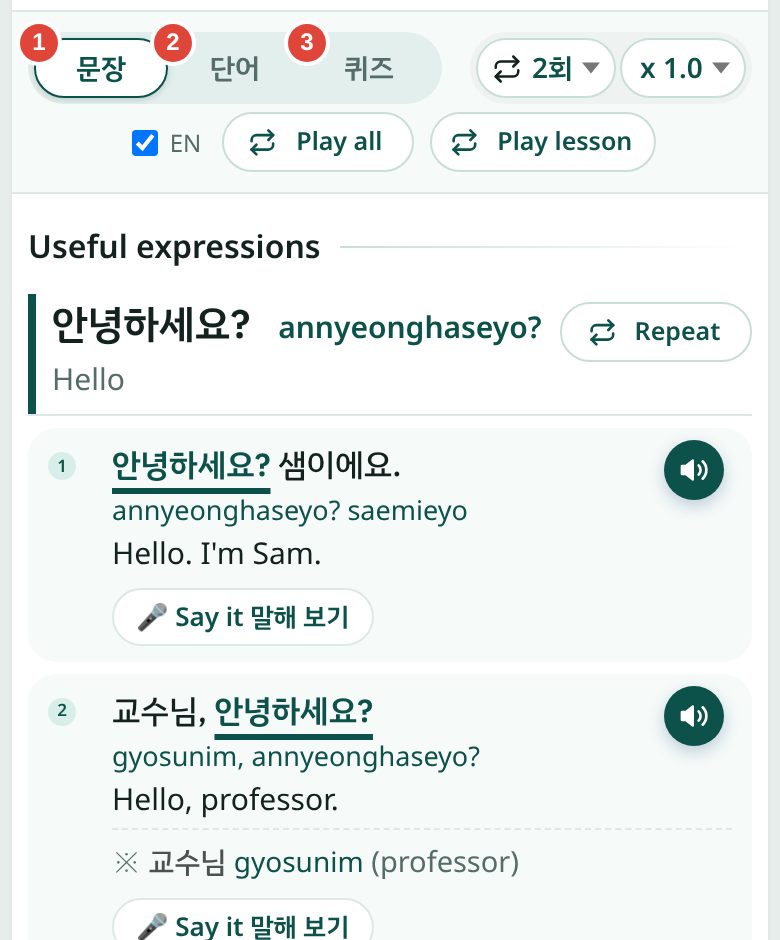 1 2 3
문장 단어 퀴즈 2회 x 1.0
EN Play all Play lesson
Useful expressions
안녕하세요? annyeonghaseyo? Repeat
Hello
1 안녕하세요? 샘이에요.
annyeonghaseyo? saemieyo
Hello. I'm Sam.
Say it 말해 보기
2 교수님, 안녕하세요?
gyosunim, annyeonghaseyo?
Hello, professor.
※ 교수님 gyosunim (professor)
Say it 말해 보기